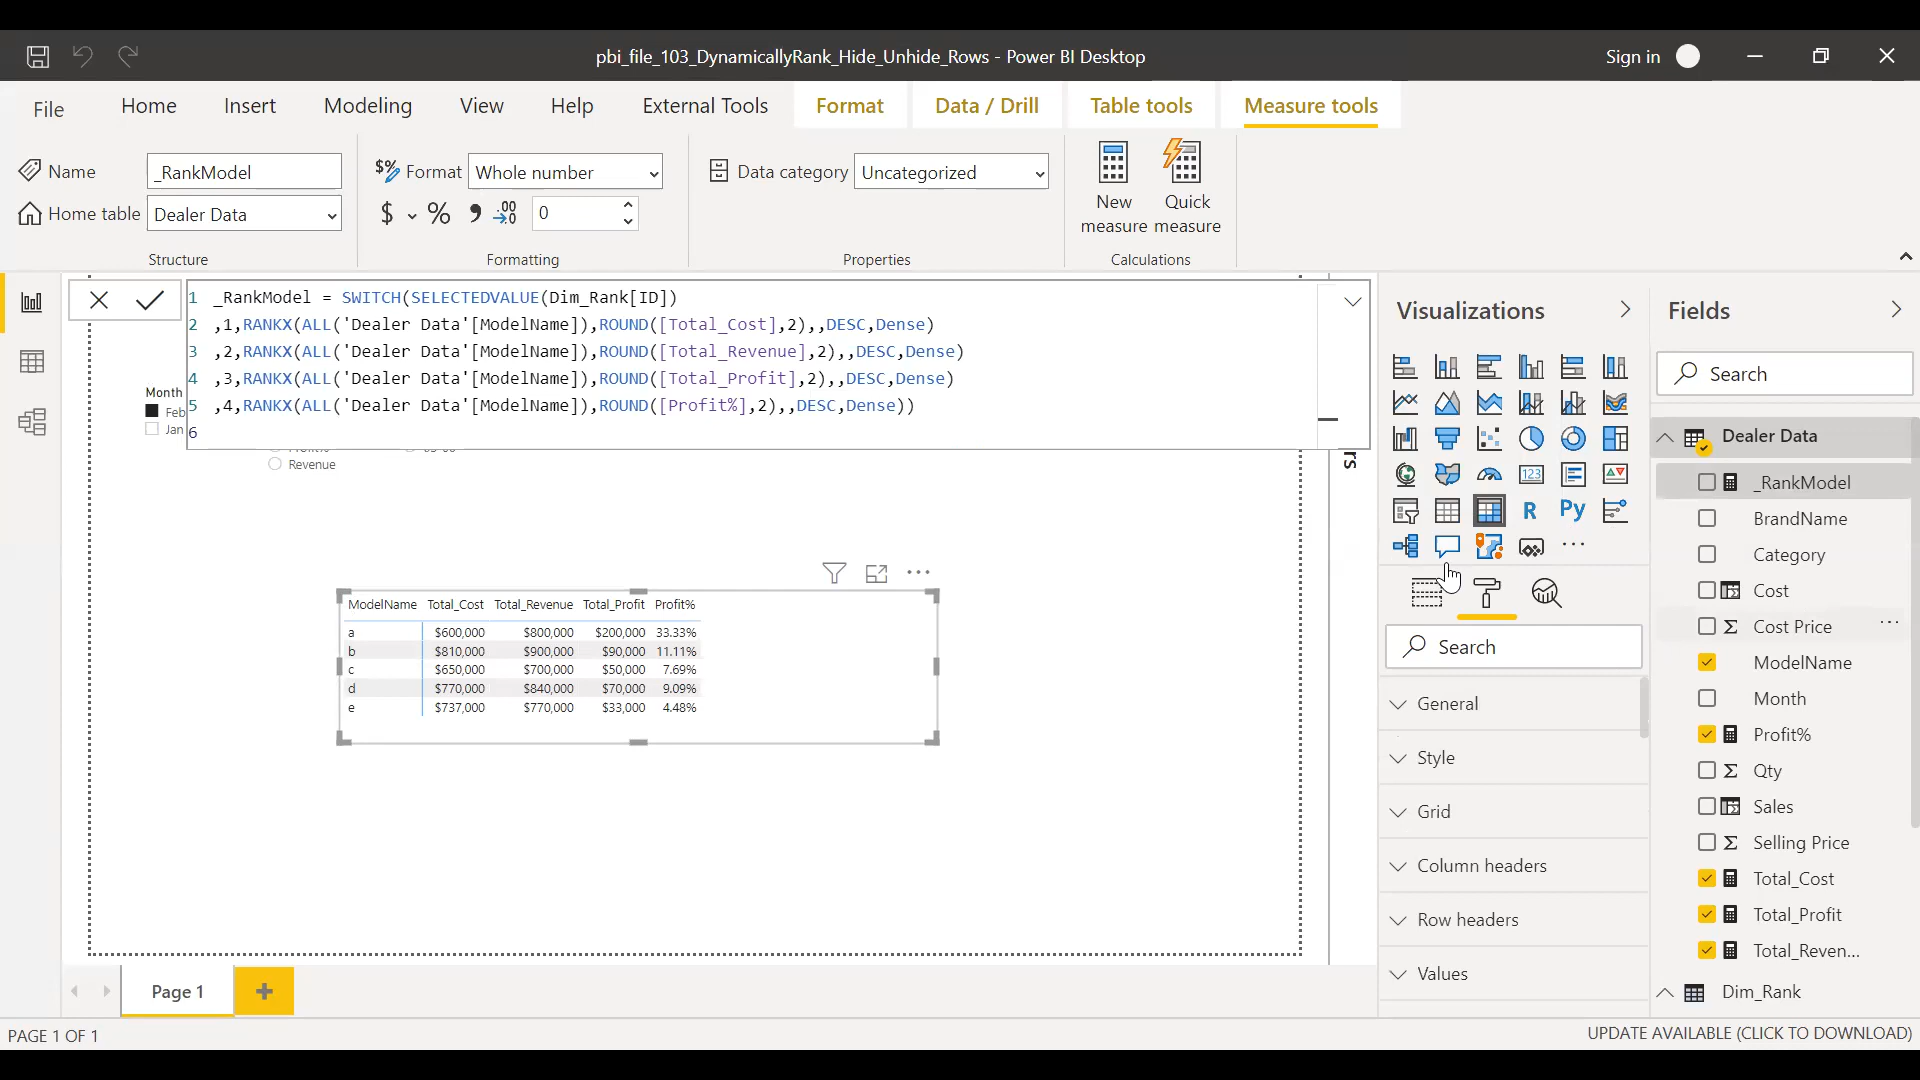 pbi_file_103_DynamicallyRank_Hide_Unhide_Rows - Power BI Desktop
Sign in
File Home Insert Modeling View Help External Tools Format Data / Drill Table tools Measure tools
Name _RankModel
Format Whole number
Data category Uncategorized
Home table Dealer Data
$ % 0
New measure
Quick measure
Structure Formatting Properties Calculations
1 _RankModel = SWITCH(SELECTEDVALUE(Dim_Rank[ID])
2 ,1,RANKX(ALL('Dealer Data'[ModelName]),ROUND([Total_Cost],2),,DESC,Dense)
3 ,2,RANKX(ALL('Dealer Data'[ModelName]),ROUND([Total_Revenue],2),,DESC,Dense)
4 ,3,RANKX(ALL('Dealer Data'[ModelName]),ROUND([Total_Profit],2),,DESC,Dense)
5 ,4,RANKX(ALL('Dealer Data'[ModelName]),ROUND([Profit%],2),,DESC,Dense))
6
Month
Feb
Jan
Revenue
ModelName Total_Cost Total_Revenue Total_Profit Profit%
a $600,000 $800,000 $200,000 33.33%
b $810,000 $900,000 $90,000 11.11%
c $650,000 $700,000 $50,000 7.69%
d $770,000 $840,000 $70,000 9.09%
e $737,000 $770,000 $33,000 4.48%
Visualizations
123
R
Py
Search
General
Style
Grid
Column headers
Row headers
Values
Fields
Search
Dealer Data
_RankModel
BrandName
Category
Cost
Cost Price
ModelName
Month
Profit%
Qty
Sales
Selling Price
Total_Cost
Total_Profit
Total_Reven...
Dim_Rank
Page 1
PAGE 1 OF 1
UPDATE AVAILABLE (CLICK TO DOWNLOAD)